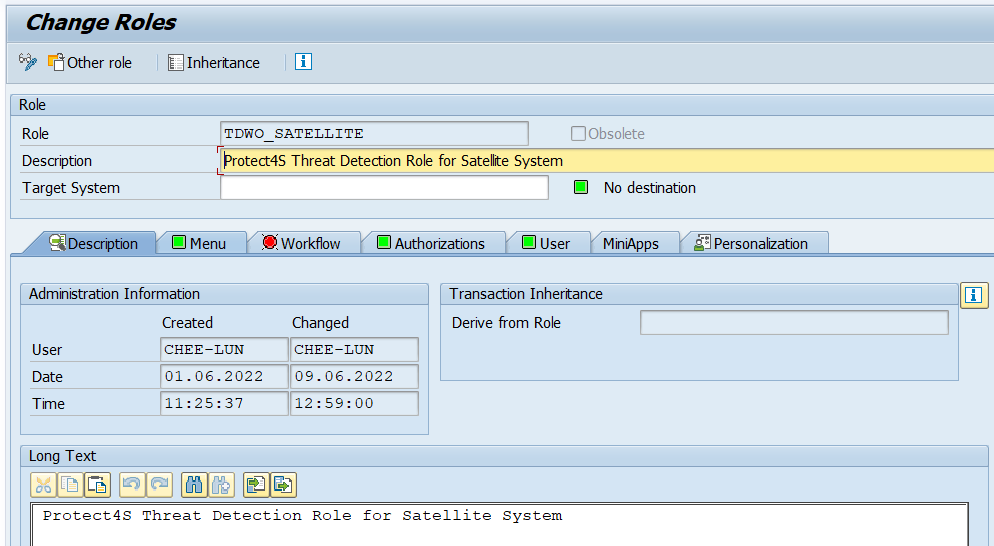 Change Roles
Other role Inheritance
Role
Role TDWO_SATELLITE Obsolete
Description Protect4S Threat Detection Role for Satellite System
Target System No destination
Description Menu Workflow Authorizations User MiniApps Personalization
Administration Information
Created Changed
User CHEE-LUN CHEE-LUN
Date 01.06.2022 09.06.2022
Time 11:25:37 12:59:00
Transaction Inheritance
Derive from Role
Long Text
Protect4S Threat Detection Role for Satellite System